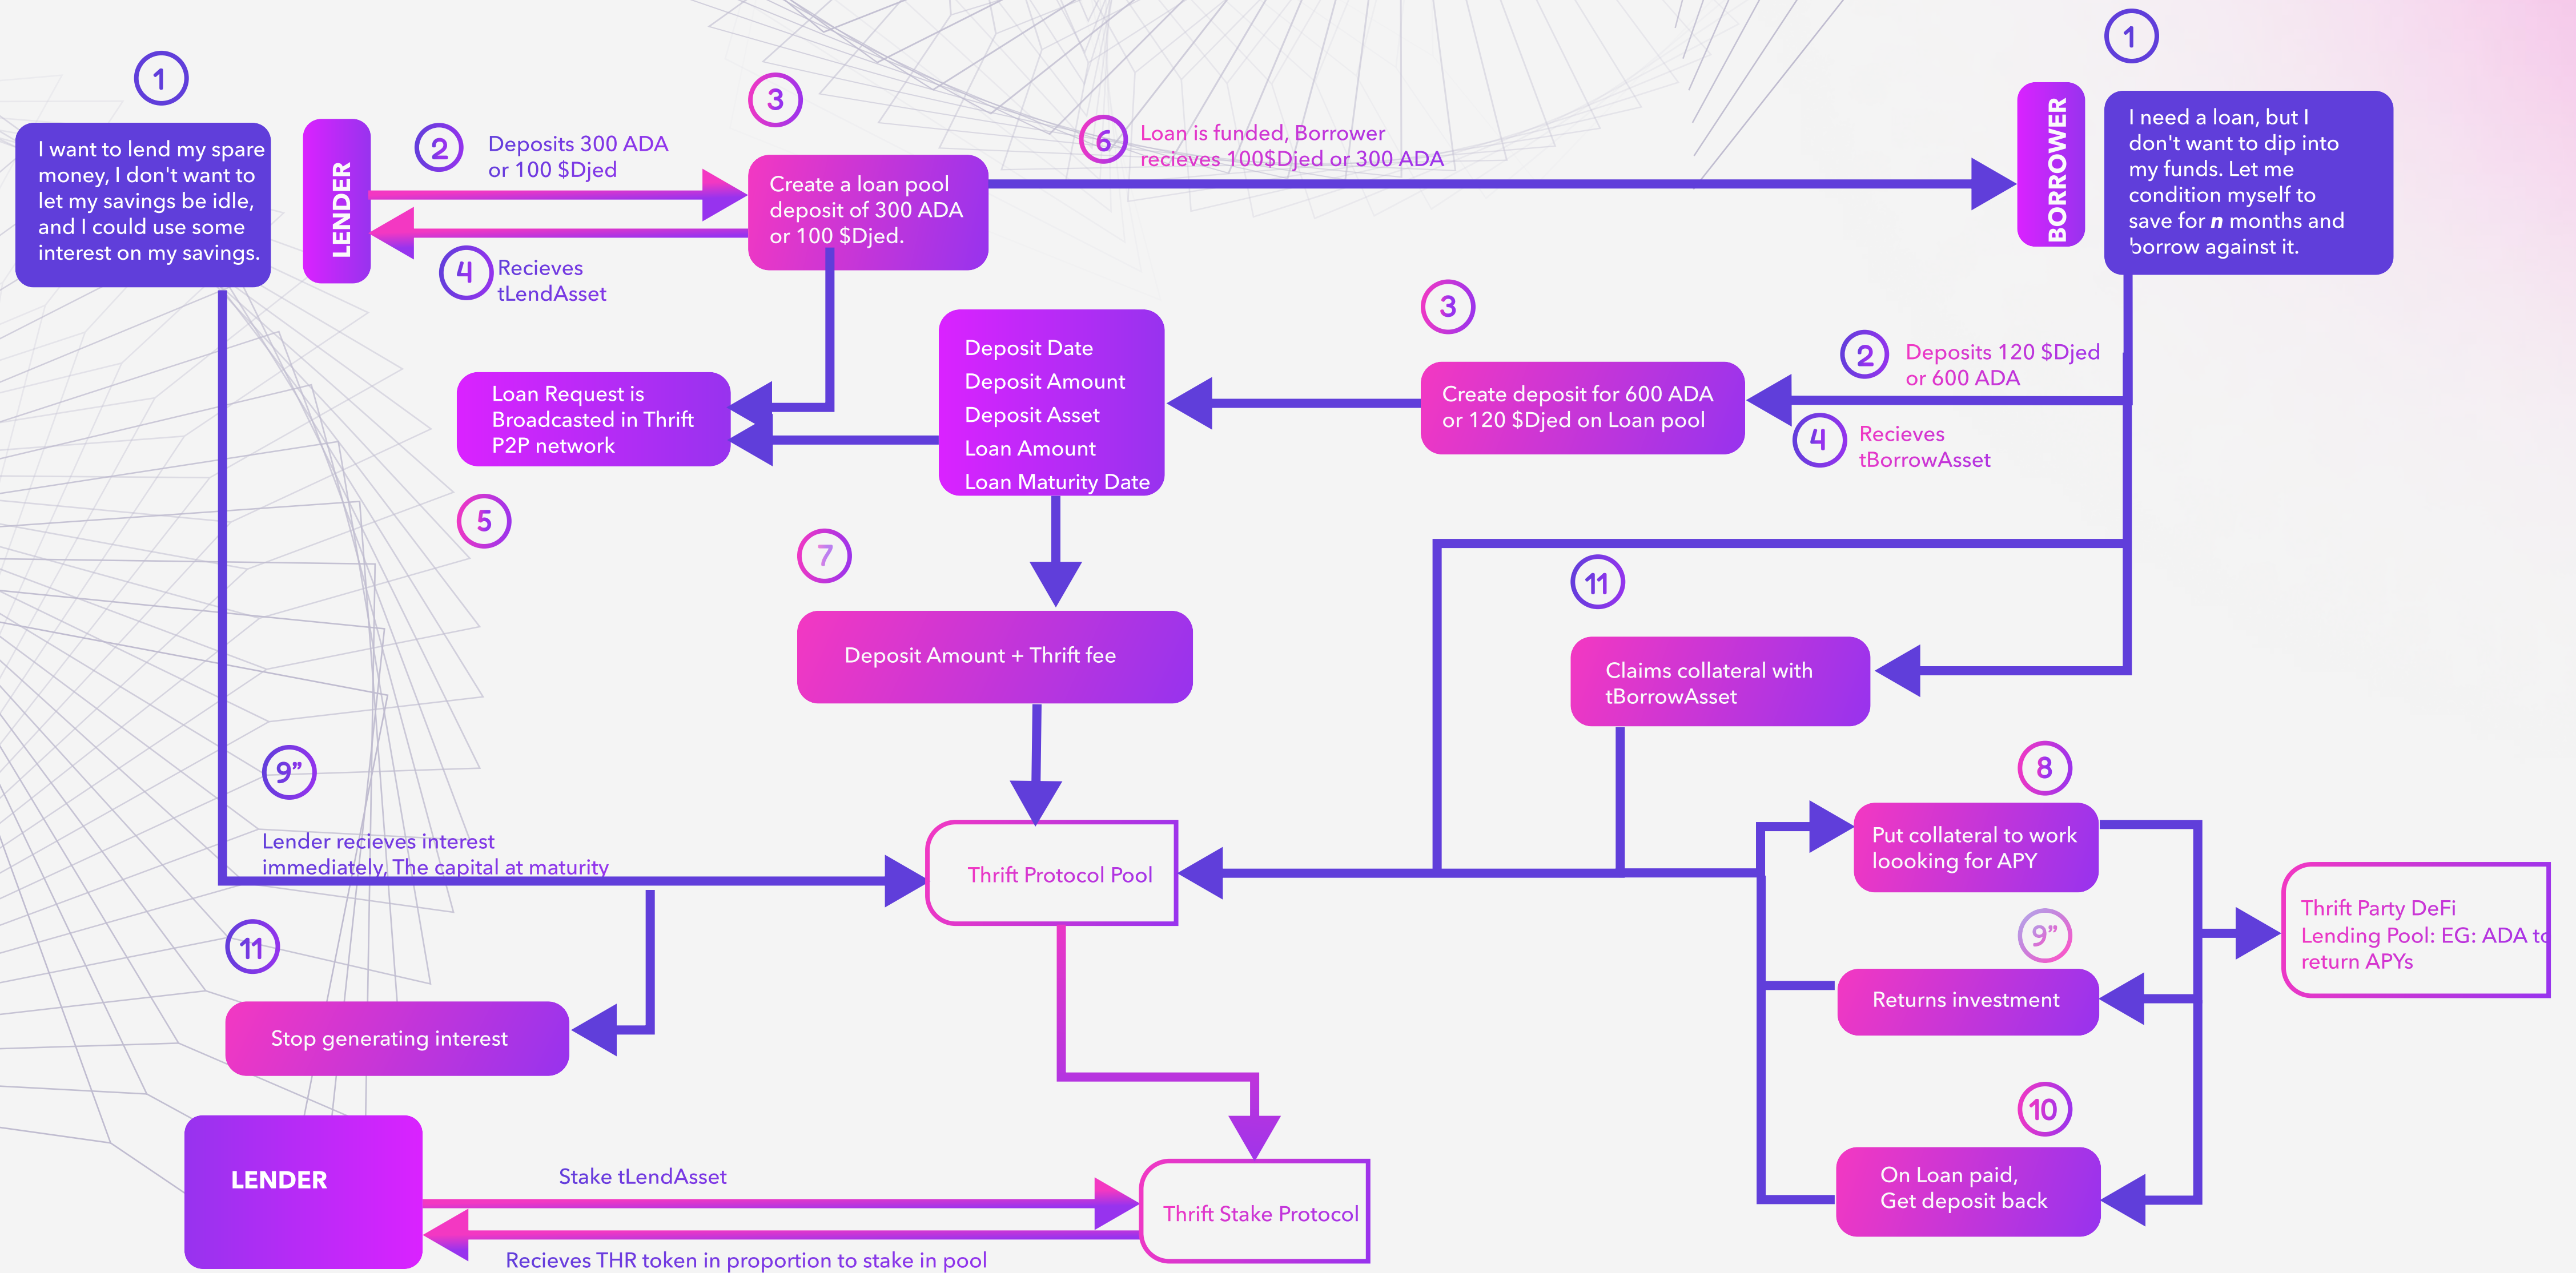 1
I want to lend my spare
money, I don't want to
let my savings be idle,
and I could use some
interest on my savings.
LENDER
2
Deposits 300 ADA
or 100 $Djed
4
Recieves
tLendAsset
3
Create a loan pool
deposit of 300 ADA
or 100 $Djed.
6
Loan is funded, Borrower
recieves 100$Djed or 300 ADA
BORROWER
1
I need a loan, but I
don't want to dip into
my funds. Let me
condition myself to
save for n months and
borrow against it.
Loan Request is
Broadcasted in Thrift
P2P network
5
Deposit Date
Deposit Amount
Deposit Asset
Loan Amount
Loan Maturity Date
3
Create deposit for 600 ADA
or 120 $Djed on Loan pool
2
Deposits 120 $Djed
or 600 ADA
4
Recieves
tBorrowAsset
7
Deposit Amount + Thrift fee
11
Claims collateral with
tBorrowAsset
9”
Lender recieves interest
immediately, The capital at maturity
Thrift Protocol Pool
8
Put collateral to work
loooking for APY
9”
Returns investment
Thrift Party DeFi
Lending Pool: EG: ADA to
return APYs
11
Stop generating interest
10
On Loan paid,
Get deposit back
LENDER
Stake tLendAsset
Recieves THR token in proportion to stake in pool
Thrift Stake Protocol